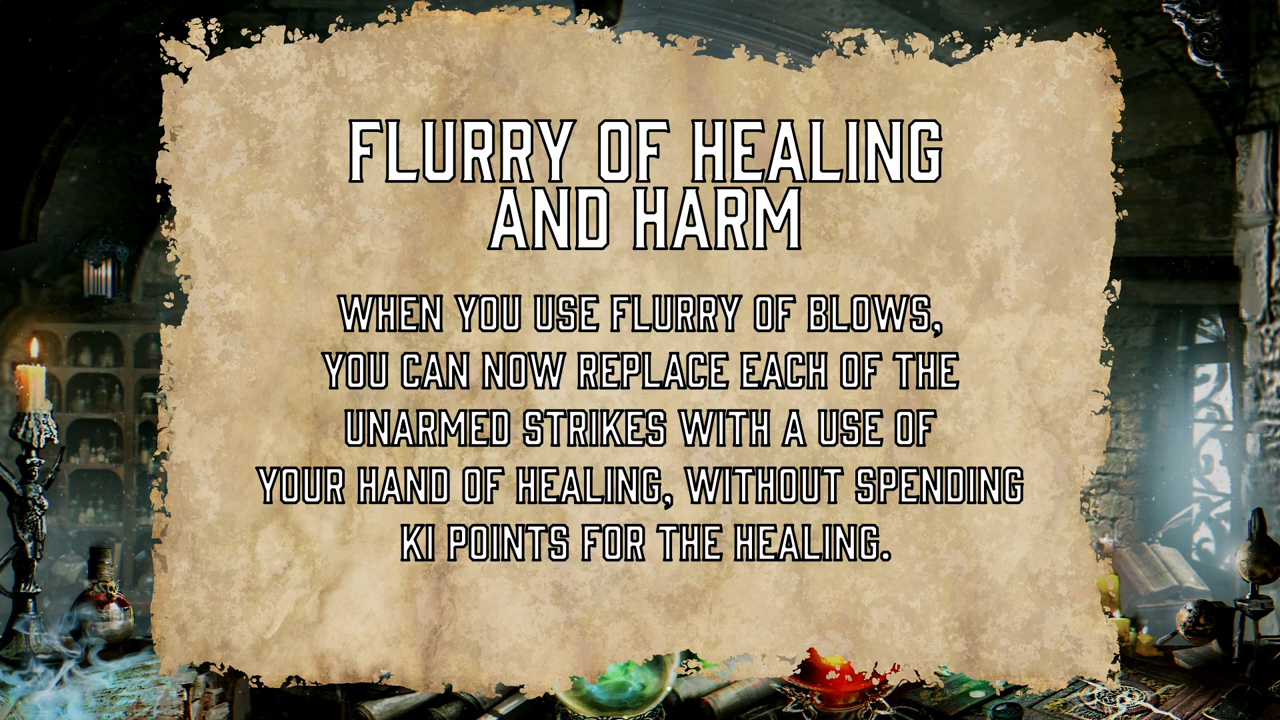 FLURRY OF HEALING
AND HARM
WHEN YOU USE FLURRY OF BLOWS,
YOU CAN NOW REPLACE EACH OF THE
UNARMED STRIKES WITH A USE OF
YOUR HAND OF HEALING, WITHOUT SPENDING
KI POINTS FOR THE HEALING.